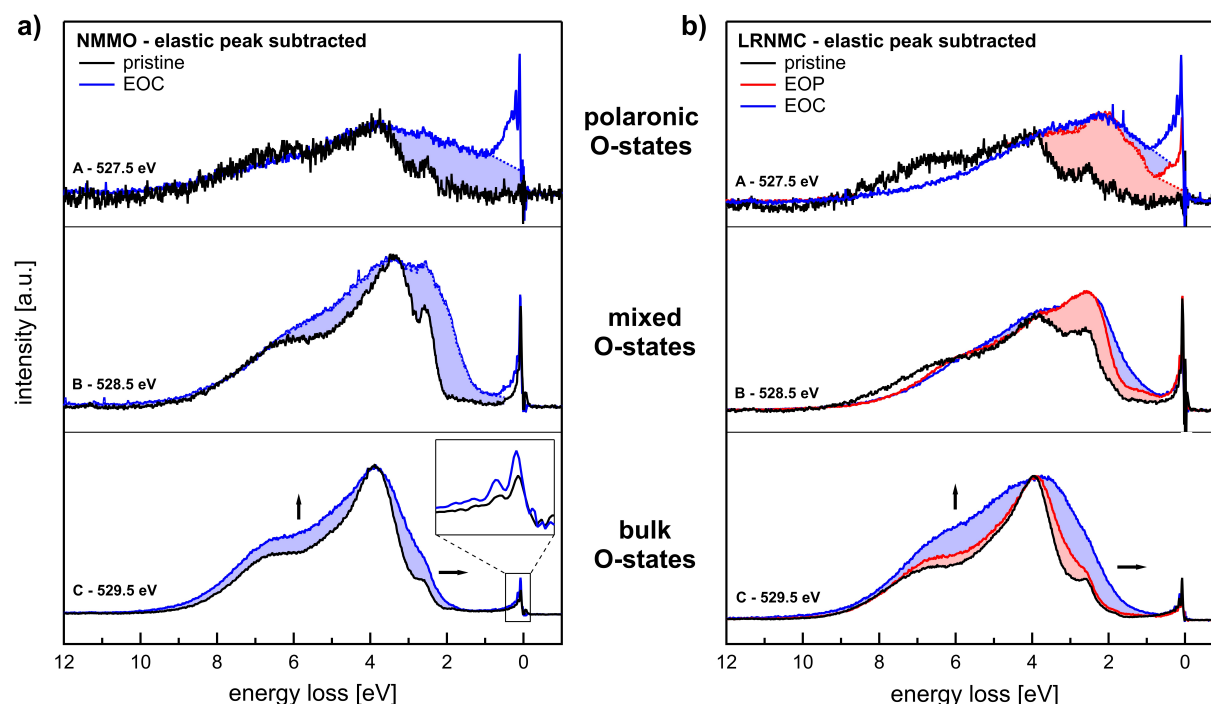 a)
NMMO - elastic peak subtracted
pristine
EOC
A - 527.5 eV
B - 528.5 eV
C - 529.5 eV
intensity [a.u.]
12 10 8 6 4 2 0
energy loss [eV]
polaronic
O-states
mixed
O-states
bulk
O-states
b)
LRNMC - elastic peak subtracted
pristine
EOP
EOC
A - 527.5 eV
B - 528.5 eV
C - 529.5 eV
12 10 8 6 4 2 0
energy loss [eV]